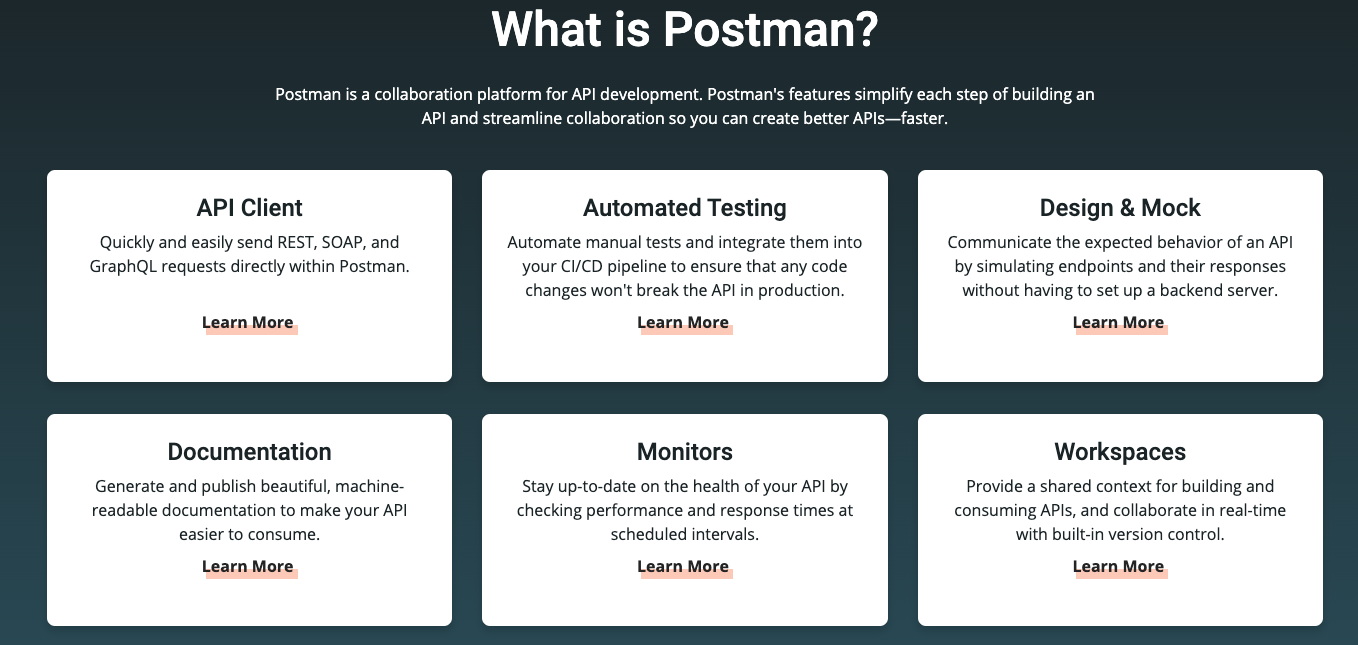 What is Postman?
Postman is a collaboration platform for API development. Postman's features simplify each step of building an
API and streamline collaboration so you can create better APIs—faster.
API Client
Quickly and easily send REST, SOAP, and
GraphQL requests directly within Postman.
Learn More
Automated Testing
Automate manual tests and integrate them into
your CI/CD pipeline to ensure that any code
changes won't break the API in production.
Learn More
Design & Mock
Communicate the expected behavior of an API
by simulating endpoints and their responses
without having to set up a backend server.
Learn More
Documentation
Generate and publish beautiful, machine-
readable documentation to make your API
easier to consume.
Learn More
Monitors
Stay up-to-date on the health of your API by
checking performance and response times at
scheduled intervals.
Learn More
Workspaces
Provide a shared context for building and
consuming APIs, and collaborate in real-time
with built-in version control.
Learn More